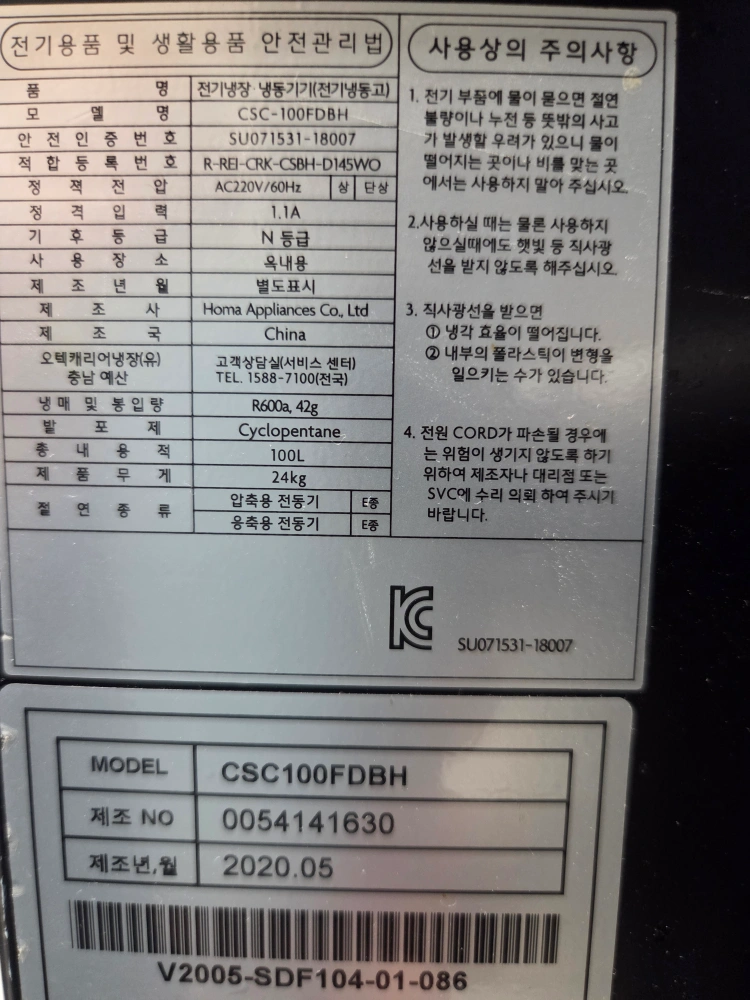 전기용품 및 생활용품 안전관리법
품 명 전기냉장·냉동기기(전기냉동고)
모 델 명 CSC-100FDBH
안 전 인 증 번 호 SU071531-18007
적 합 등 록 번 호 R-REI-CRK-CSBH-D145WO
정 젹 전 압 AC220V/60Hz 상 단상
정 격 입 력 1.1A
기 후 등 급 N 등급
사 용 장 소 옥내용
제 조 년 월 별도표시
제 조 사 Homa Appliances Co., Ltd
제 조 국 China
오텍캐리어냉장(유) 고객상담실(서비스 센터)
충남 예산 TEL. 1588-7100(전국)
냉 매 및 봉 입 량 R600a, 42g
발 포 제 Cyclopentane
총 내 용 적 100L
제 품 무 게 24kg
절 연 종 류 압축용 전동기 E종
응축용 전동기 E종
사용상의 주의사항
1. 전기 부품에 물이 묻으면 절연
불량이나 누전 등 뜻밖의 사고
가 발생할 우려가 있으니 물이
떨어지는 곳이나 비를 맞는 곳
에서는 사용하지 말아 주십시오.
2.사용하실 때는 물론 사용하지
않으실때에도 햇빛 등 직사광
선을 받지 않도록 해주십시오.
3. 직사광선을 받으면
① 냉각 효율이 떨어집니다.
② 내부의 플라스틱이 변형을
일으키는 수가 있습니다.
4. 전원 CORD가 파손될 경우에
는 위험이 생기지 않도록 하기
위하여 제조자나 대리점 또는
SVC에 수리 의뢰 하여 주시기
바랍니다.
KC
SU071531-18007
MODEL CSC100FDBH
제조 NO 0054141630
제조년,월 2020.05
V2005-SDF104-01-086